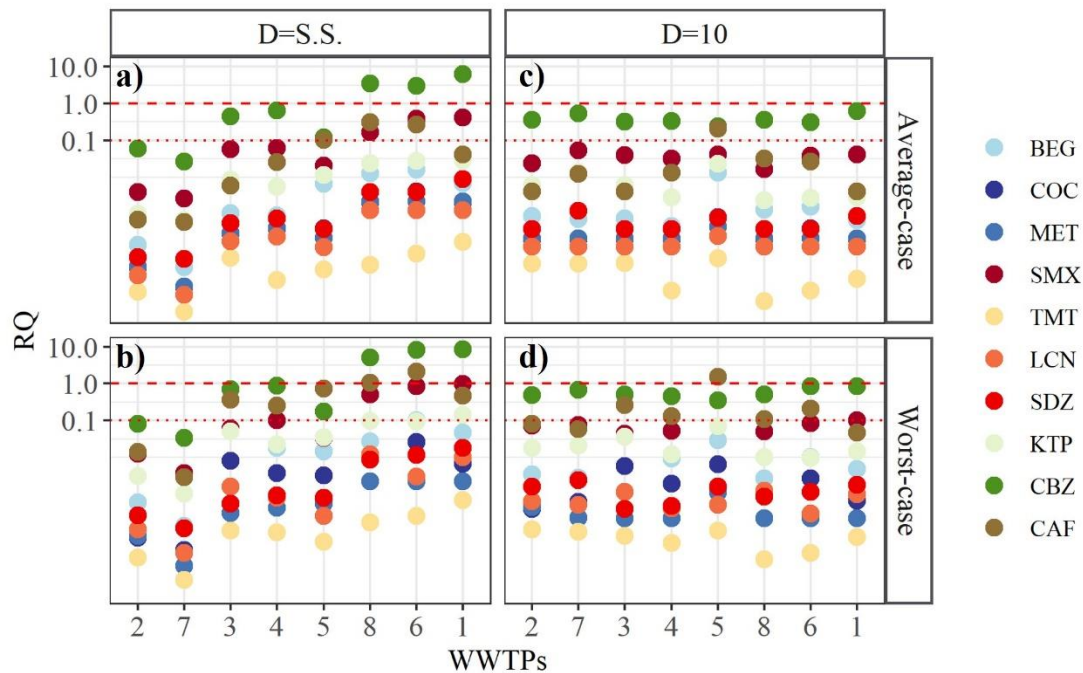 D=S.S.
D=10
a)
c)
10.0
1.0
0.1
Average-case
b)
d)
10.0
1.0
0.1
Worst-case
RQ
2 7 3 4 5 8 6 1
2 7 3 4 5 8 6 1
WWTPs
BEG
COC
MET
SMX
TMT
LCN
SDZ
KTP
CBZ
CAF